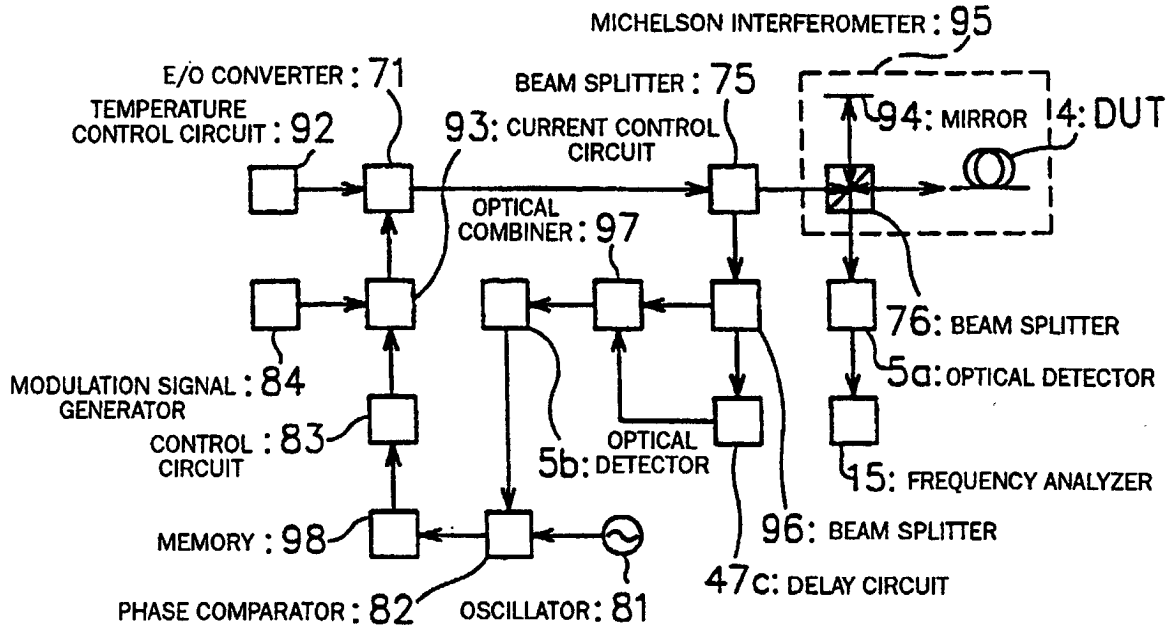 MICHELSON INTERFEROMETER: 95
E/O CONVERTER: 71
BEAM SPLITTER: 75
TEMPERATURE
CONTROL CIRCUIT: 92
93: CURRENT CONTROL
CIRCUIT
94: MIRROR
4: DUT
OPTICAL
COMBINER: 97
76: BEAM SPLITTER
MODULATION SIGNAL: 84
GENERATOR
5a: OPTICAL DETECTOR
CONTROL: 83
CIRCUIT
OPTICAL
5b: DETECTOR
15: FREQUENCY ANALYZER
MEMORY: 98
96: BEAM SPLITTER
47c: DELAY CIRCUIT
PHASE COMPARATOR: 82
OSCILLATOR: 81